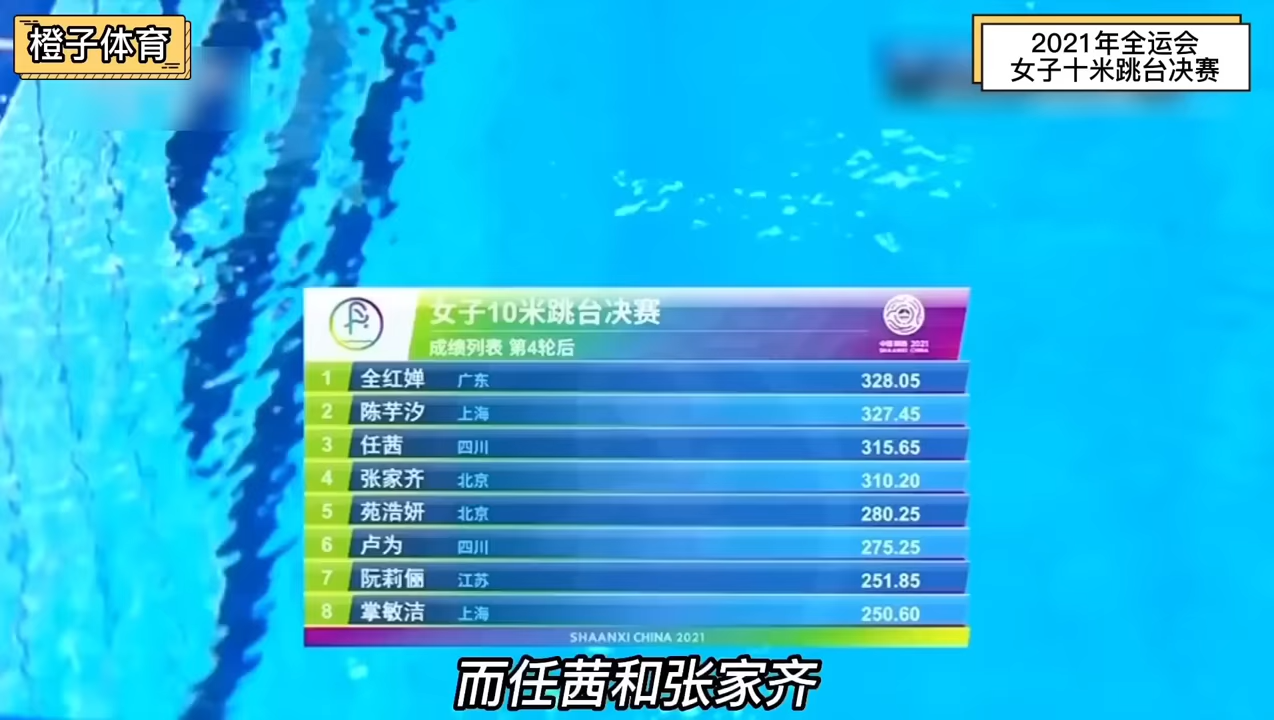 橙子体育
2021年全运会
女子十米跳台决赛
女子10米跳台决赛
成绩列表 第4轮后
中国陕西 2021
SHAANXI CHINA
1 全红婵 广东 328.05
2 陈芋汐 上海 327.45
3 任茜 四川 315.65
4 张家齐 北京 310.20
5 苑浩妍 北京 280.25
6 卢为 四川 275.25
7 阮莉俪 江苏 251.85
8 掌敏洁 上海 250.60
SHAANXI CHINA 2021
而任茜和张家齐